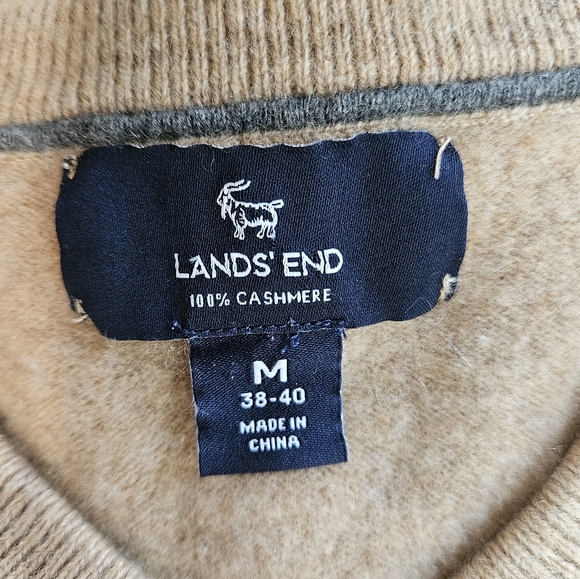 LANDS' END
100% CASHMERE
M
38-40
MADE IN
CHINA